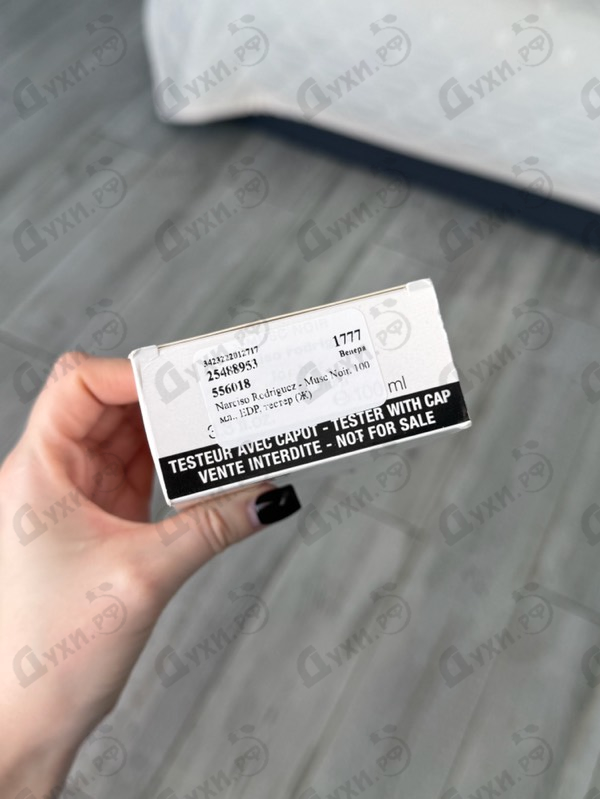 3423222012717
25488953 1777
556018 Венера
Narciso Rodriguez - Musc Noir, 100
мл., EDP, тестер (Ж)
ml
TESTEUR AVEC CAPOT - TESTER WITH CAP
VENTE INTERDITE - NOT FOR SALE
Духи.рф